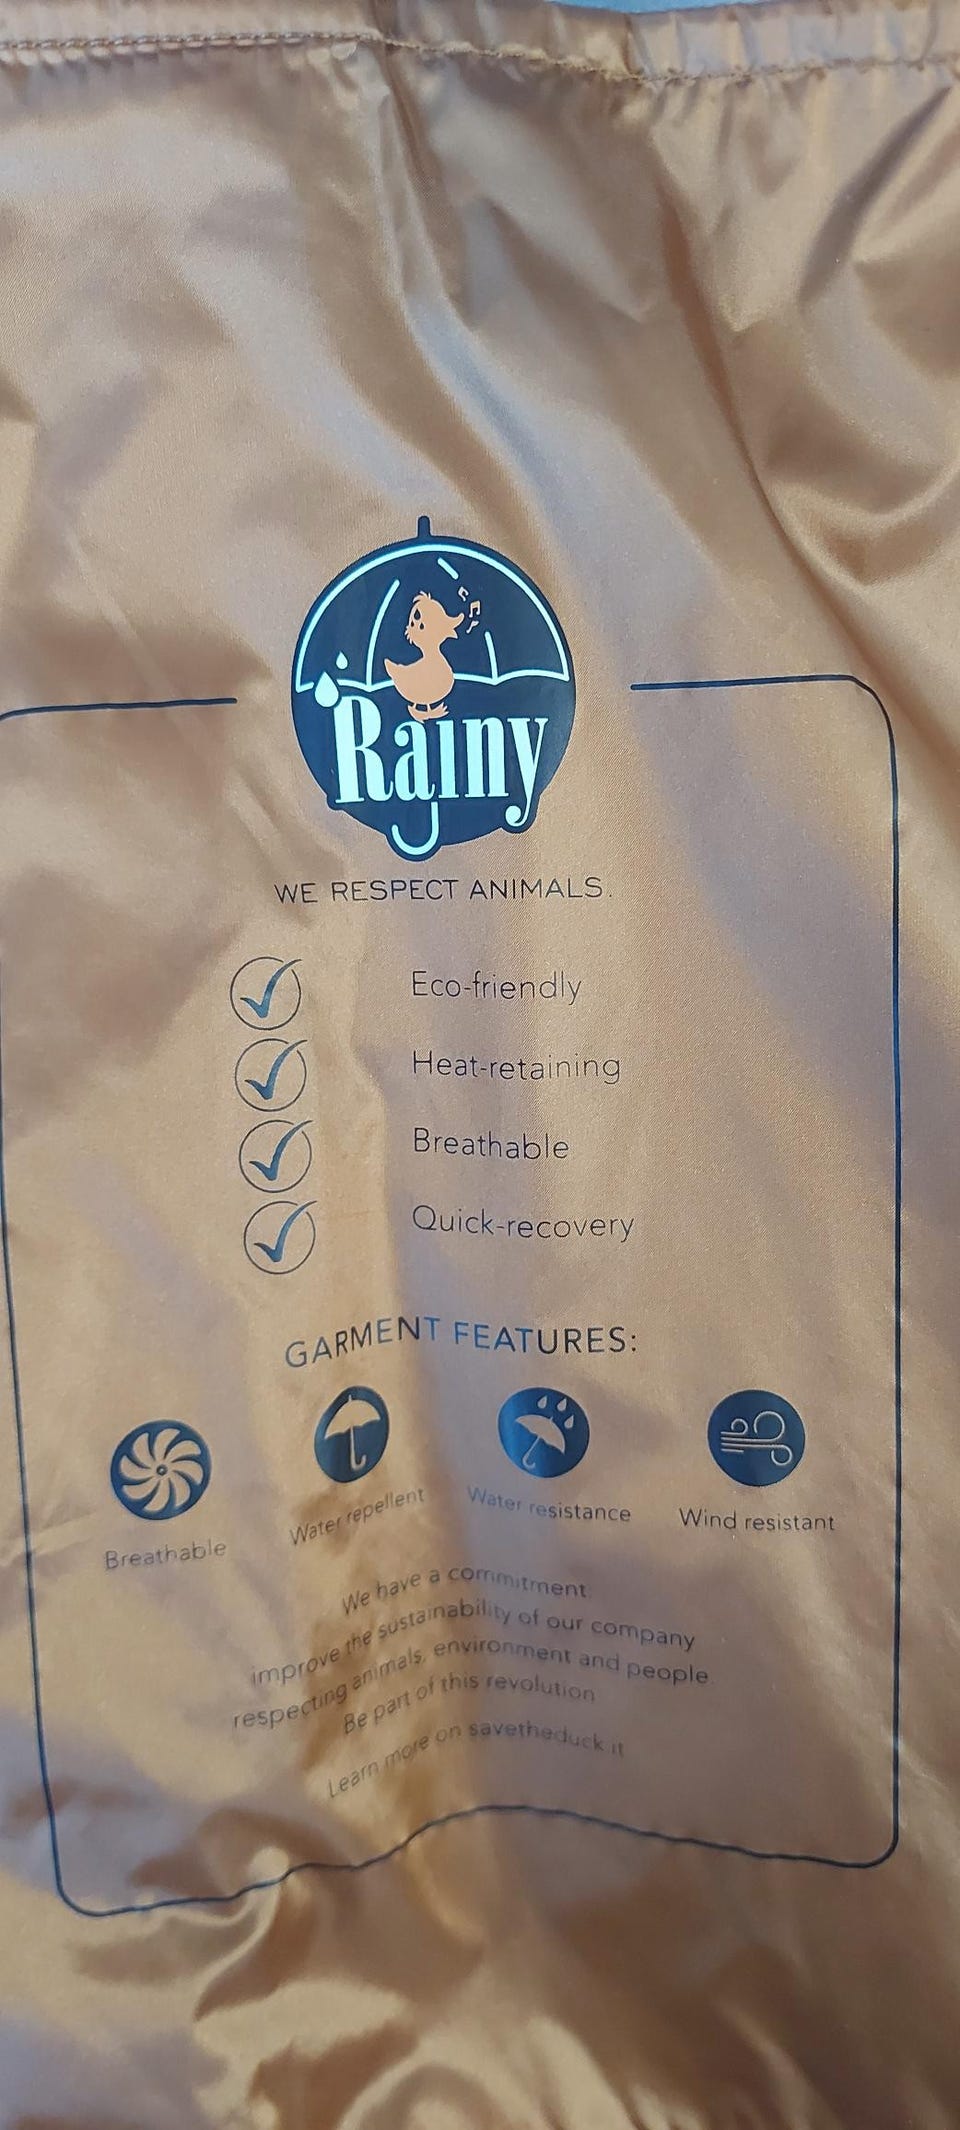 Rainy
WE RESPECT ANIMALS.
Eco-friendly
Heat-retaining
Breathable
Quick-recovery
GARMENT FEATURES:
Breathable
Water repellent
Water resistance
Wind resistant
We have a commitment:
improve the sustainability of our company
respecting animals, environment and people.
Be part of this revolution
Learn more on savetheduck.it